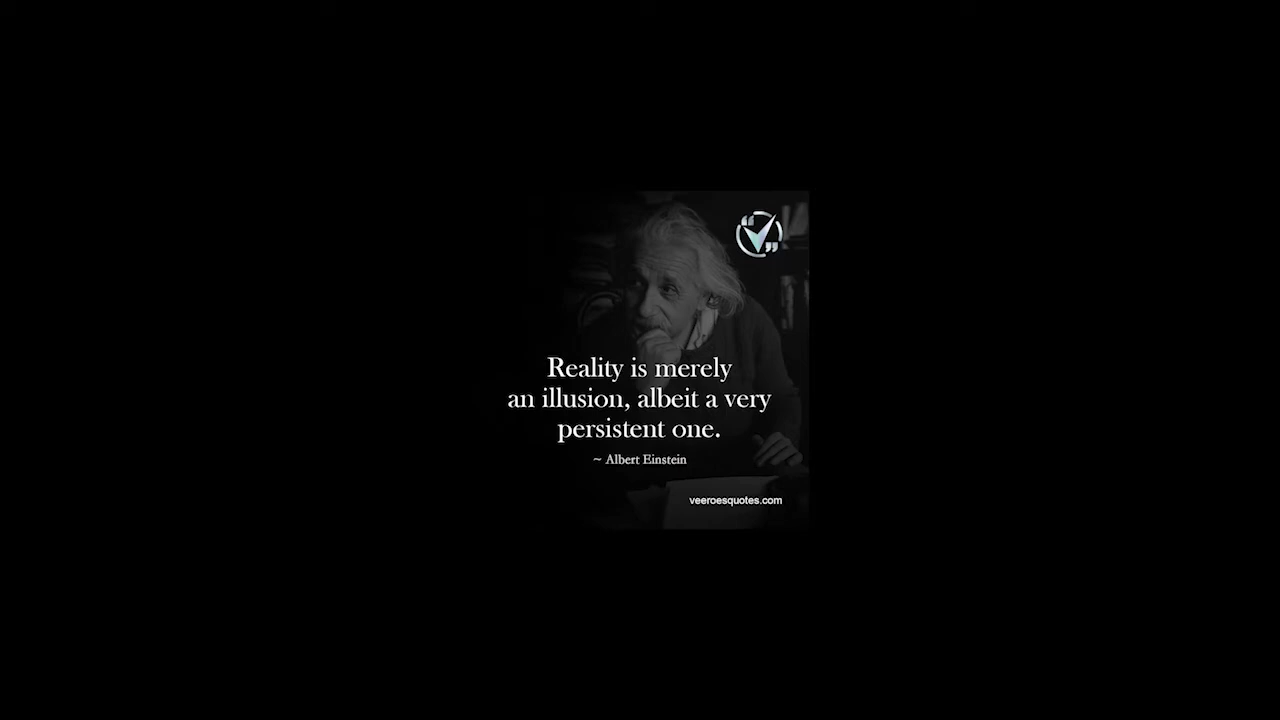 Reality is merely
an illusion, albeit a very
persistent one.
~ Albert Einstein
veeroesquotes.com